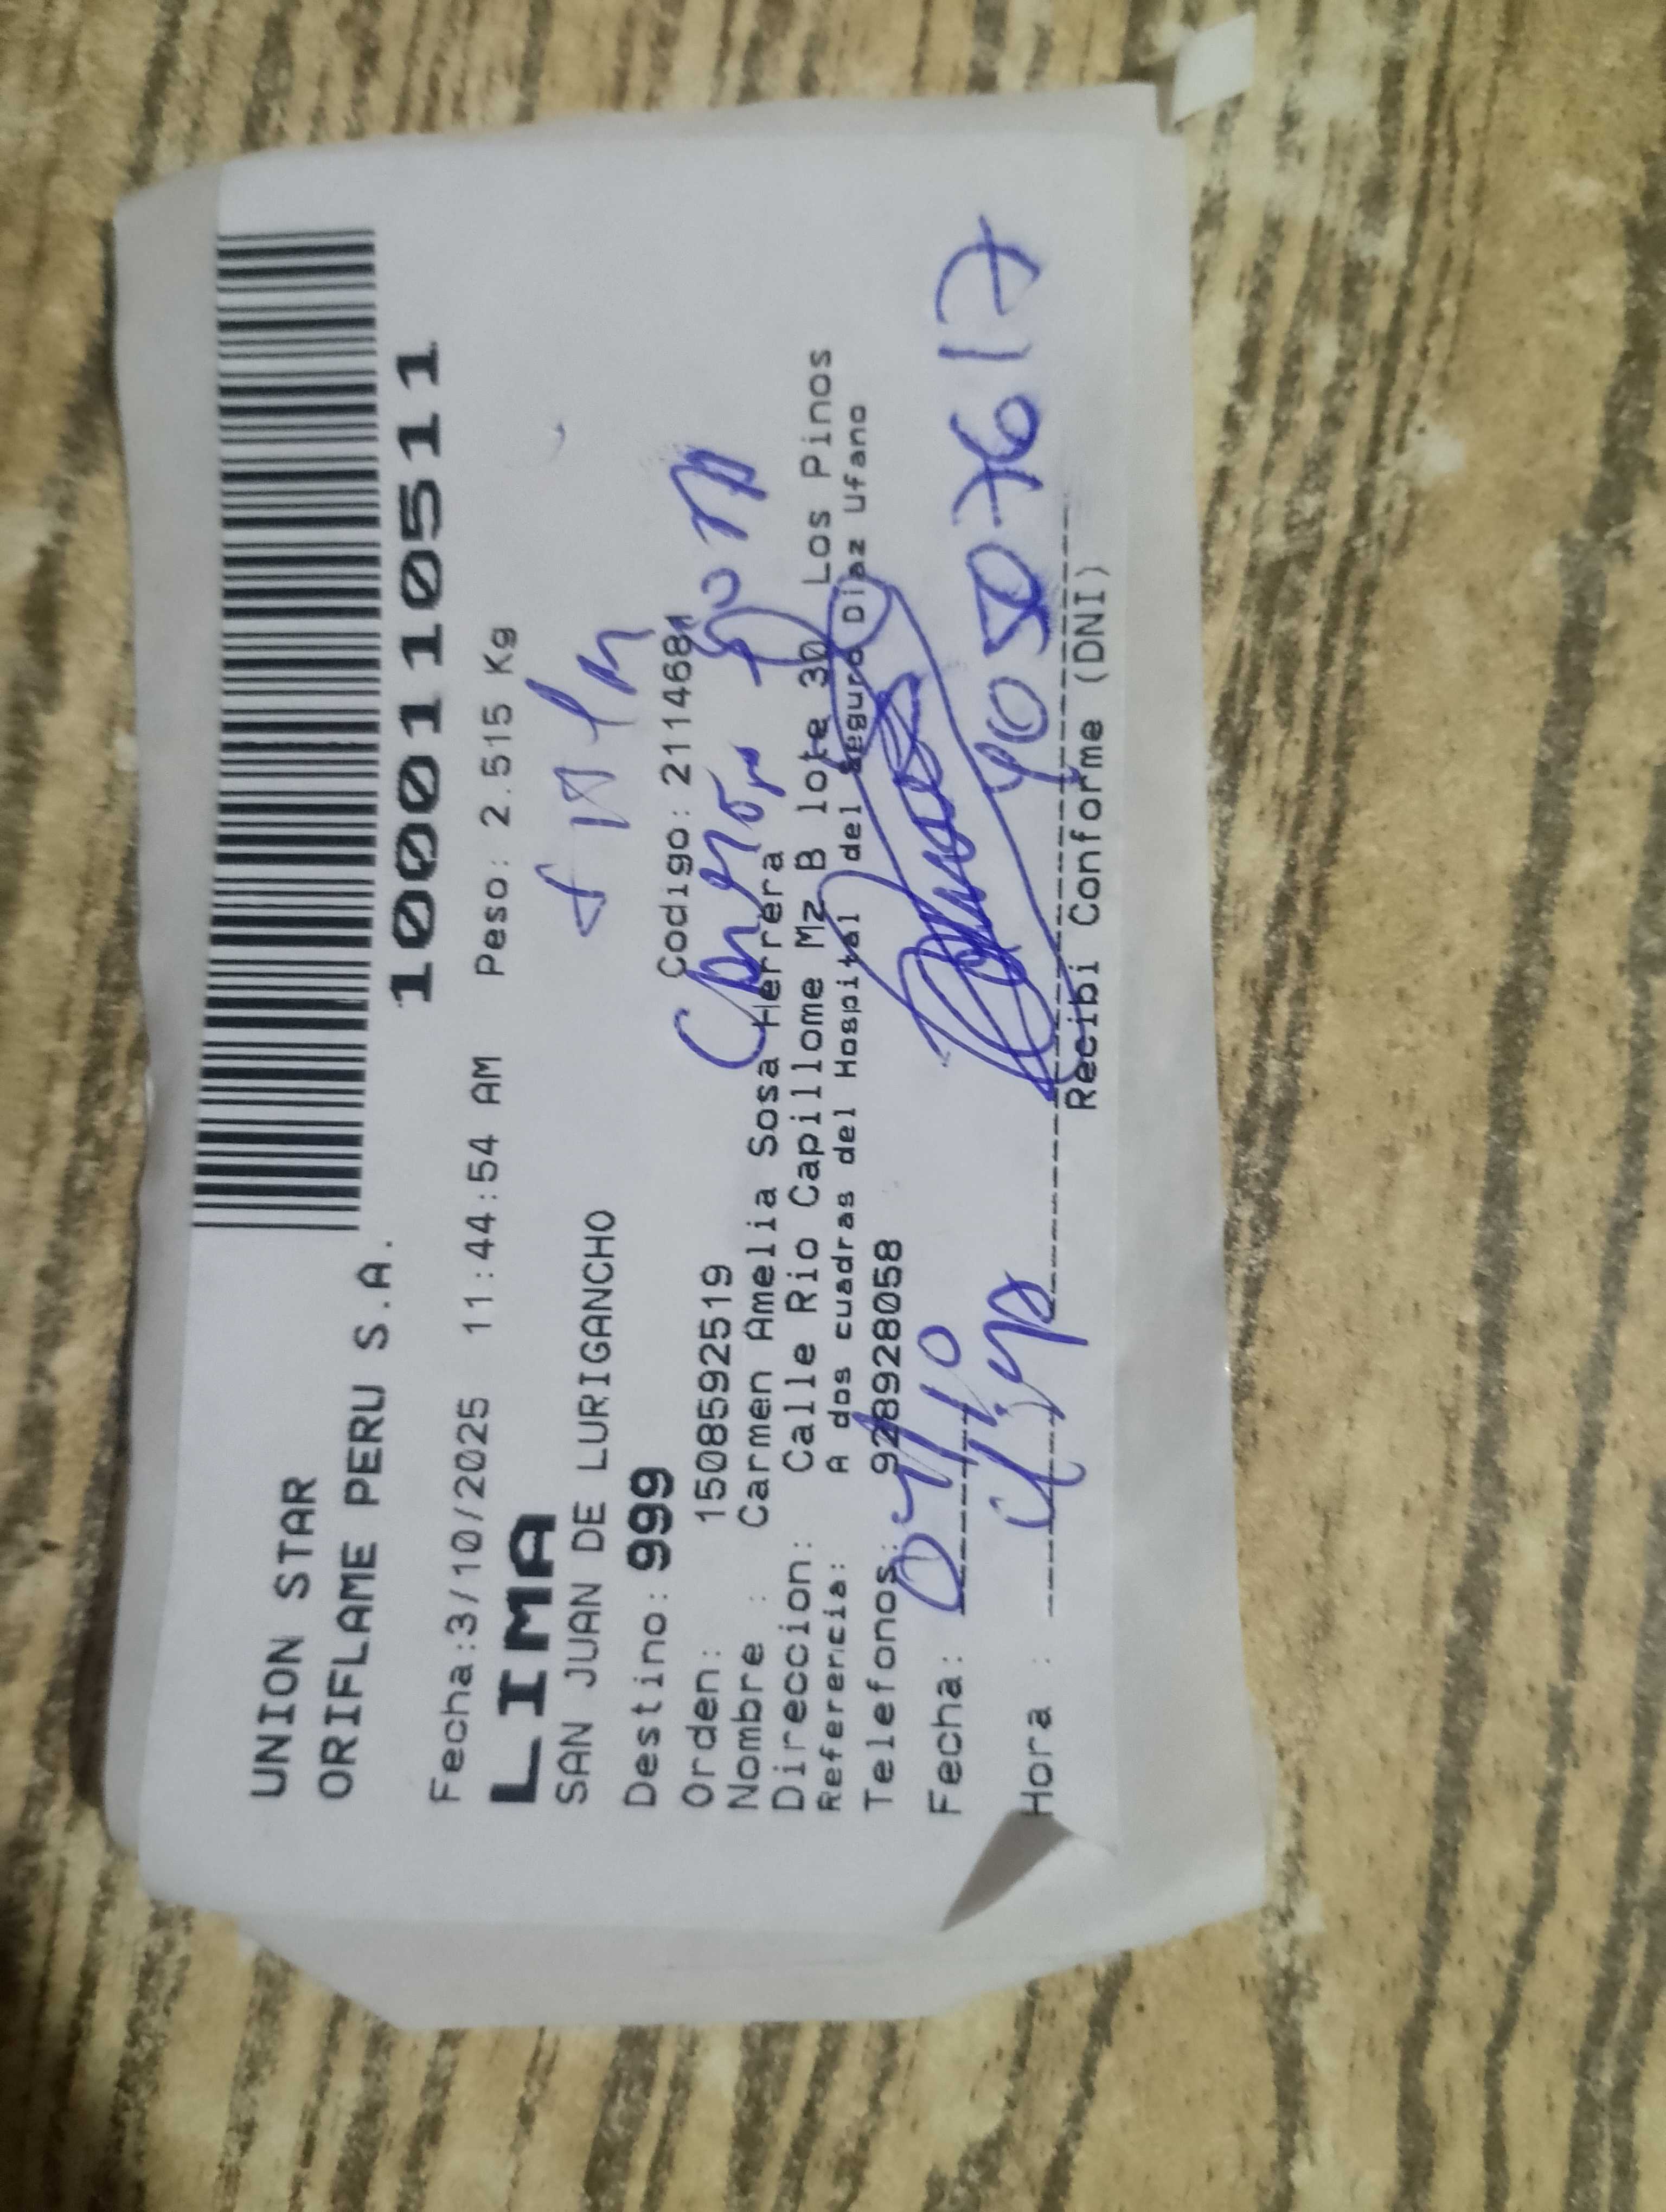 UNION STAR
ORIFLAME PERU S.A.
10001110511
Fecha:3/10/2025 11:44:54 AM Peso: 2.515 Kg
LIMA
SAN JUAN DE LURIGANCHO
Destino: 999
Orden: 1508592519 Codigo: 2114681
Nombre : Carmen Amelia Sosa Herrera
Direccion: Calle Rio Capillome Mz B lote 30 Los Pinos
Referencia: A dos cuadras del Hospital del seguro Diaz Ufano
Telefonos: 928928058
Fecha: 04/10
Hora :
Recibi Conforme (DNI)